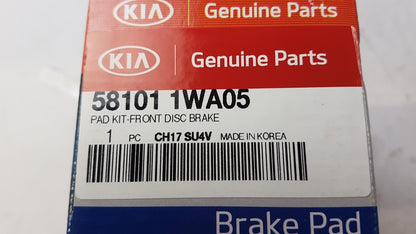 KIA Genuine Parts
KIA Genuine Parts
58101 1WA05
PAD KIT-FRONT DISC BRAKE
1 PC CH17 SU4V MADE IN KOREA
Brake Pad